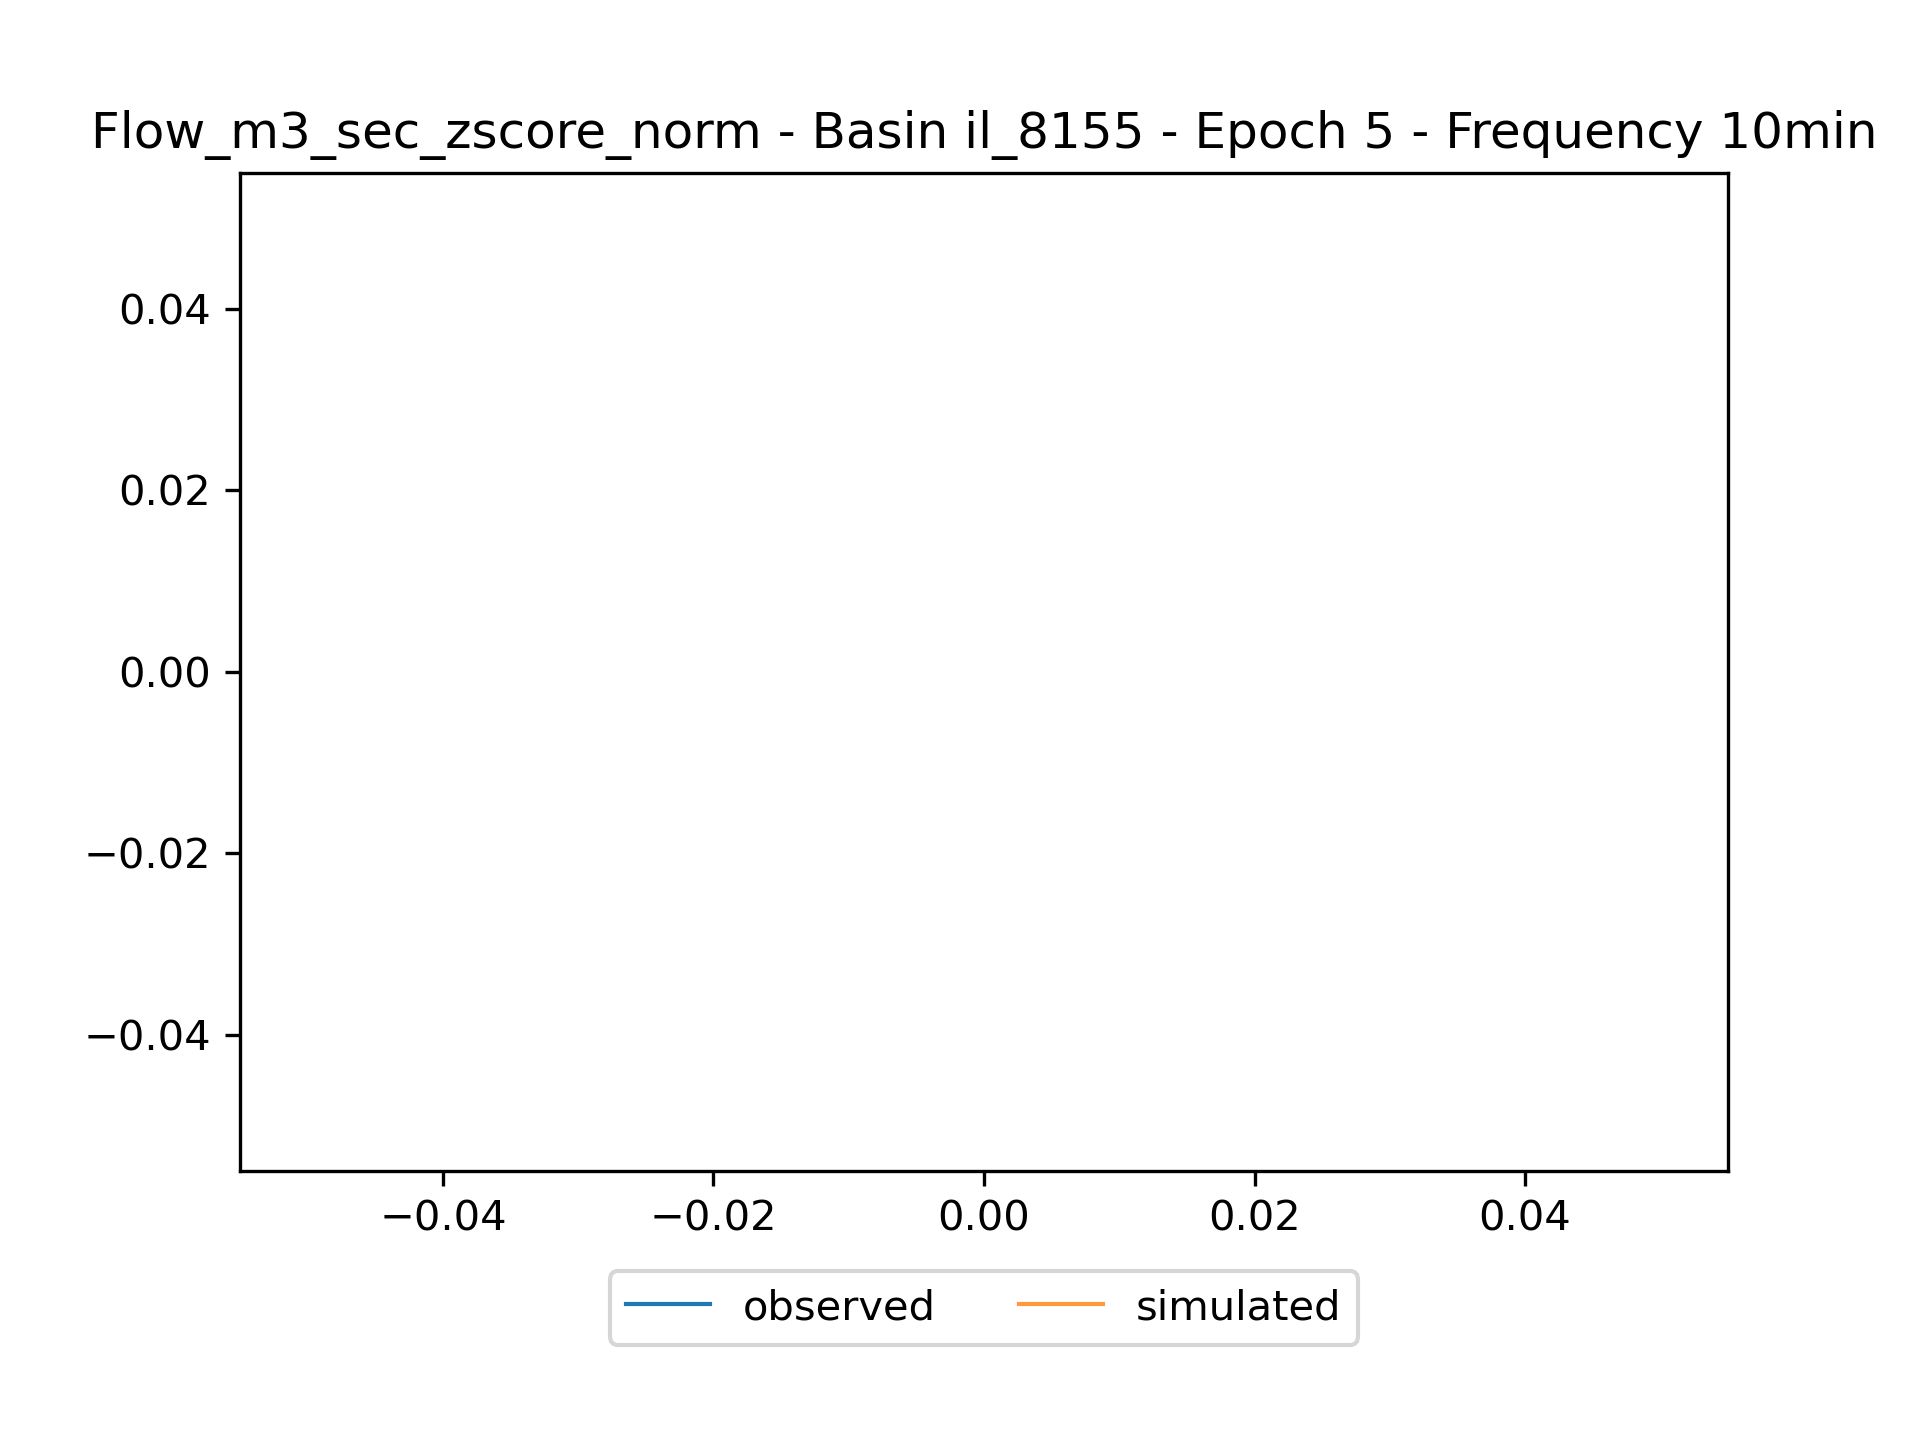 Flow_m3_sec_zscore_norm - Basin il_8155 - Epoch 5 - Frequency 10min
0.04
0.02
0.00
−0.02
−0.04
−0.04 −0.02 0.00 0.02 0.04
observed simulated